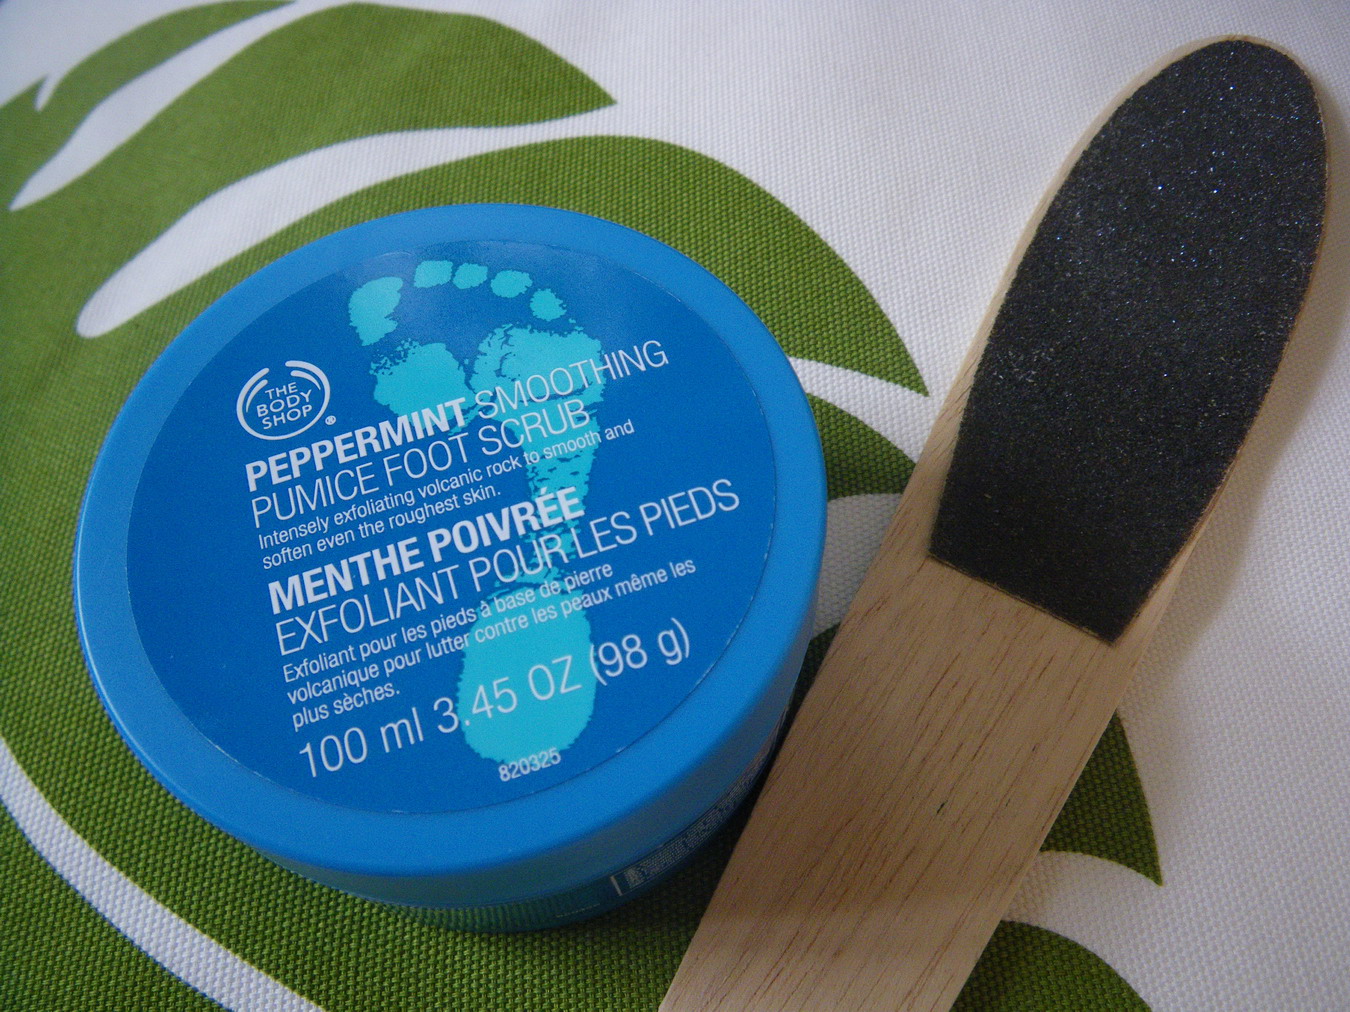 THE
BODY
SHOP®
PEPPERMINT SMOOTHING
PUMICE FOOT SCRUB
Intensely exfoliating volcanic rock to smooth and
soften even the roughest skin.
MENTHE POIVRÉE
EXFOLIANT POUR LES PIEDS
Exfoliant pour les pieds à base de pierre
volcanique pour lutter contre les peaux même les
plus sèches.
100 ml 3.45 OZ (98 g)
820325